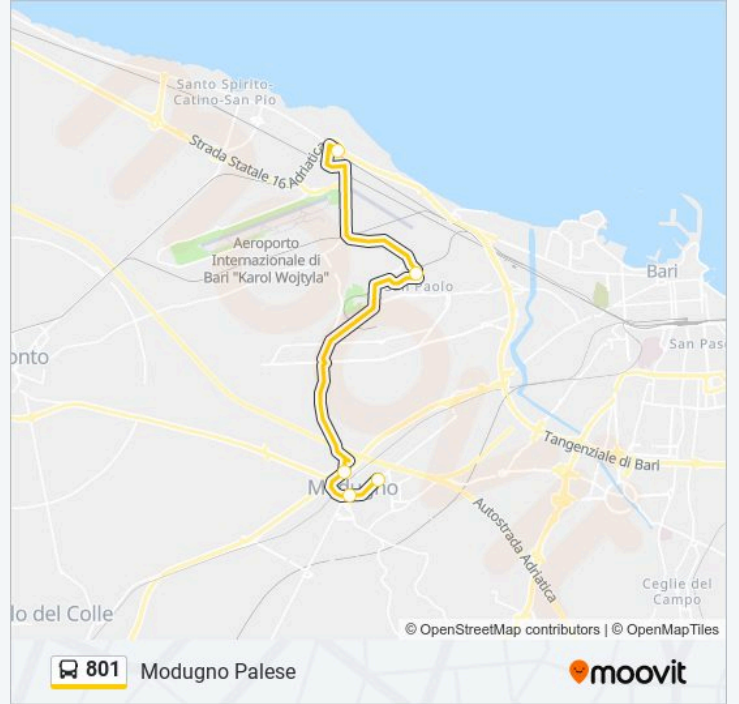 Santo Spirito-
Catino-San Pio
Strada Statale 16 Adriatica
Aeroporto
Internazionale di
Bari "Karol Wojtyla"
Paolo
Bari
San Pas
onto
Tangenziale di Bari
Modugno
Autostrada Adriatica
Ceglie del
Campo
lo del Colle
© OpenStreetMap contributors | © OpenMapTiles
801 Modugno Palese
moovit